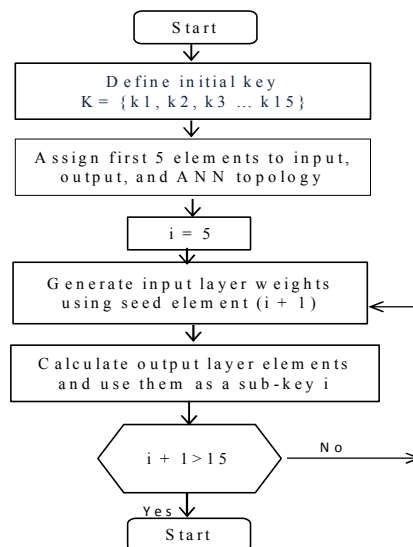 Start
Define initial key
K= {k1, k2, k3 ... k15}
Assign first 5 elements to input,
output, and ANN topology
i = 5
Generate input layer weights
using seed element (i + 1)
Calculate output layer elements
and use them as a sub-key i
i + 1>15
No
Yes
Start